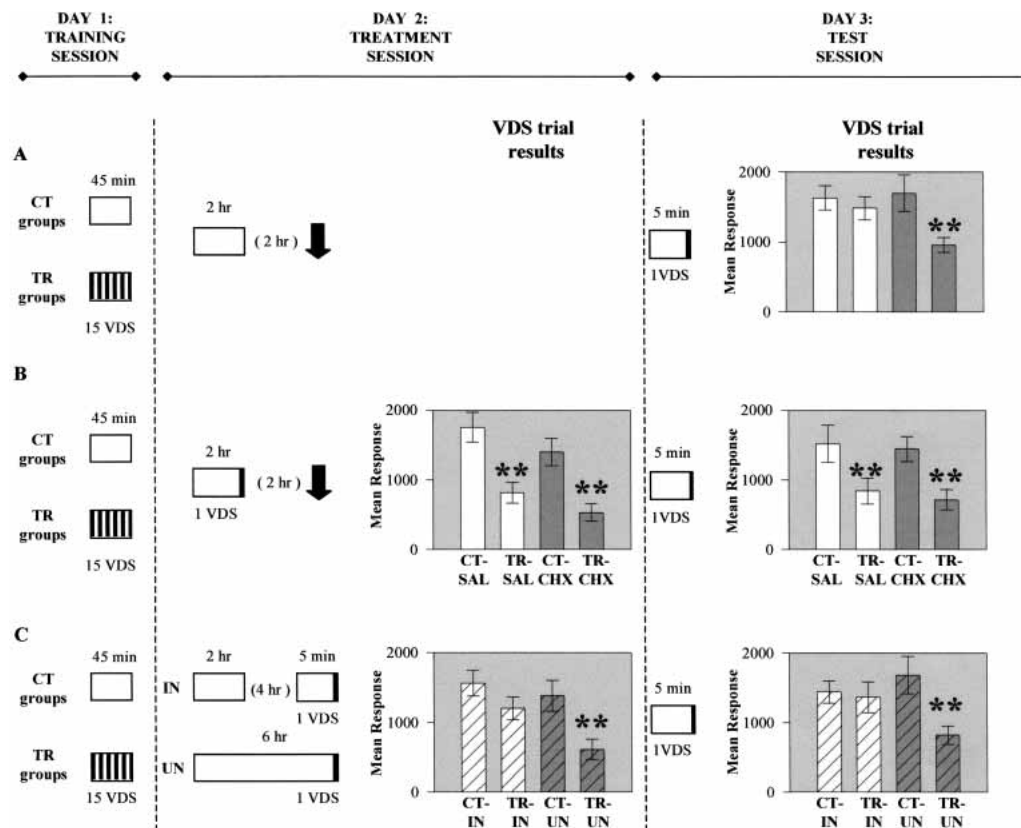 DAY 1:
TRAINING
SESSION
DAY 2:
TREATMENT
SESSION
DAY 3:
TEST
SESSION
VDS trial
results
VDS trial
results
A
45 min
CT
groups
TR
groups
15 VDS
2 hr
( 2 hr )
5 min
1VDS
Mean Response
2000
1000
0
**
B
45 min
CT
groups
TR
groups
15 VDS
2 hr
( 2 hr )
1 VDS
Mean Response
2000
1000
0
**
**
CT- TR- CT- TR-
SAL SAL CHX CHX
5 min
1VDS
Mean Response
2000
1000
0
**
**
CT- TR- CT- TR-
SAL SAL CHX CHX
C
45 min
CT
groups
TR
groups
15 VDS
IN
2 hr
(4 hr )
5 min
1 VDS
6 hr
UN
1 VDS
Mean Response
2000
1000
0
**
CT- TR- CT- TR-
IN IN UN UN
5 min
1VDS
Mean Response
2000
1000
0
**
CT- TR- CT- TR-
IN IN UN UN